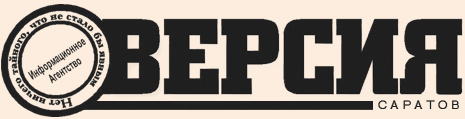 Нет ничего тайного, что не стало бы явным
Информационное
Агентство
ВЕРСИЯ
САРАТОВ